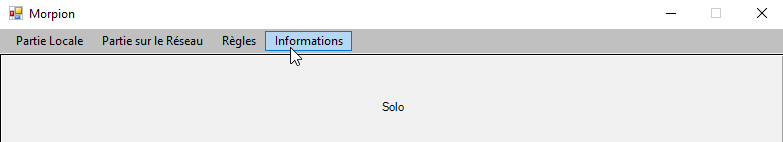 Morpion
Partie Locale Partie sur le Réseau Règles Informations
Solo